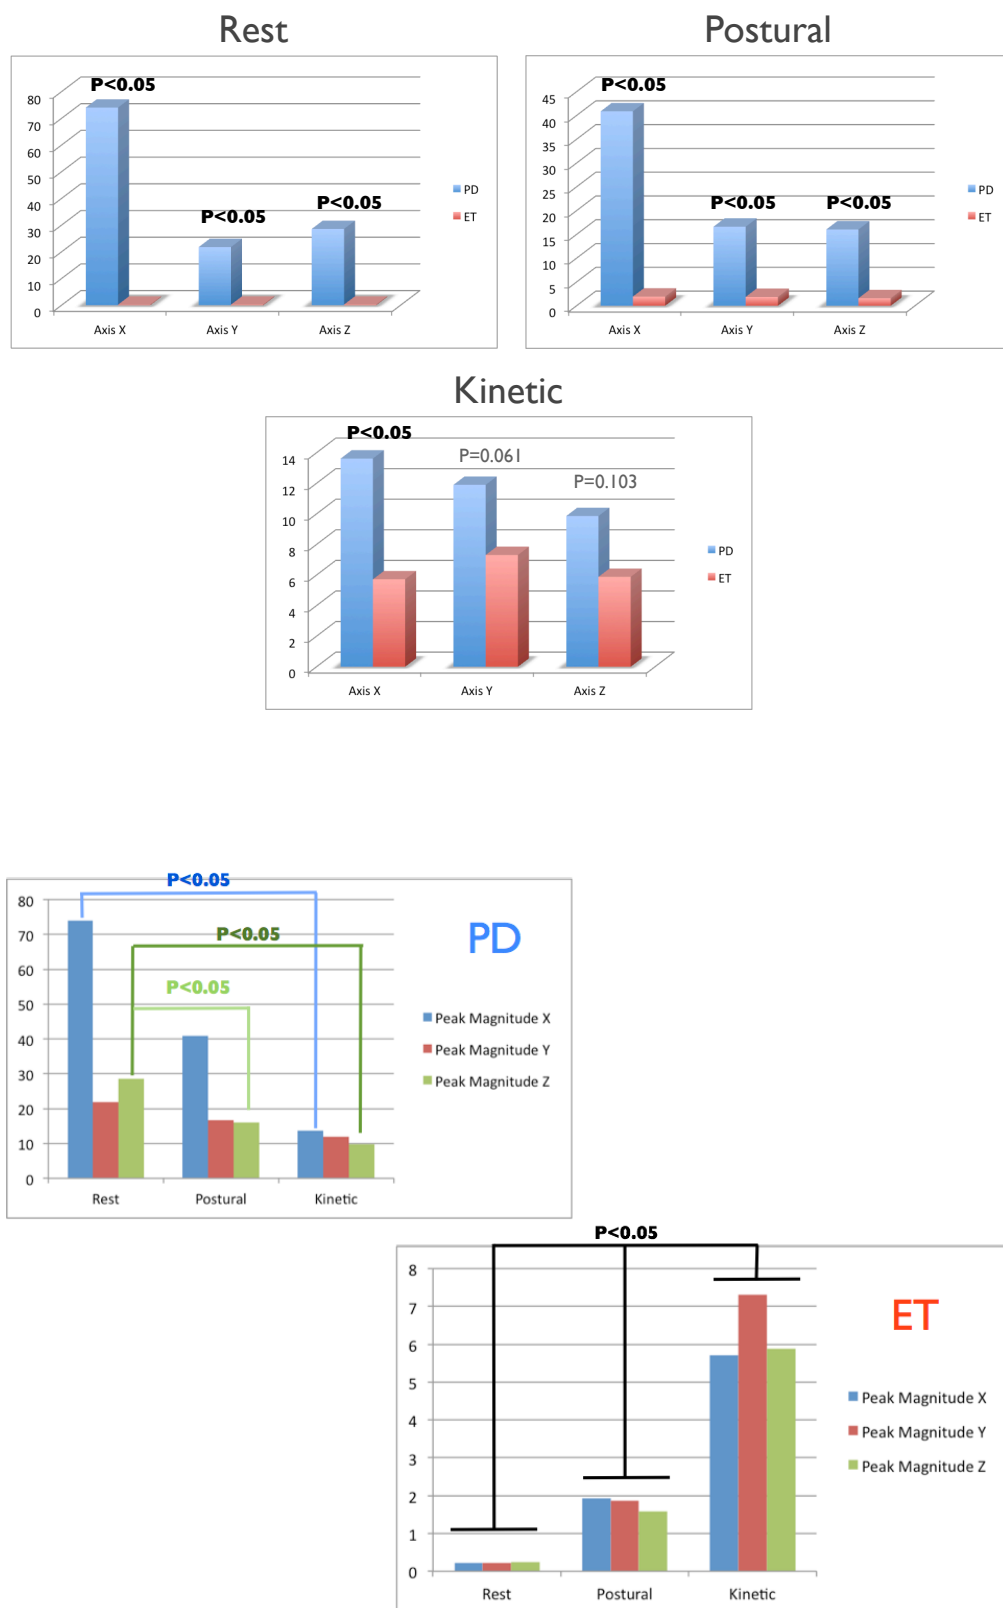 Rest
P<0.05
P<0.05
P<0.05
80
70
60
50
40
30
20
10
0
Axis X
Axis Y
Axis Z
PD
ET
Postural
P<0.05
P<0.05
P<0.05
45
40
35
30
25
20
15
10
5
0
Axis X
Axis Y
Axis Z
PD
ET
Kinetic
P<0.05
P=0.061
P=0.103
14
12
10
8
6
4
2
0
Axis X
Axis Y
Axis Z
PD
ET
P<0.05
P<0.05
P<0.05
PD
80
70
60
50
40
30
20
10
0
Rest
Postural
Kinetic
Peak Magnitude X
Peak Magnitude Y
Peak Magnitude Z
P<0.05
ET
8
7
6
5
4
3
2
1
0
Rest
Postural
Kinetic
Peak Magnitude X
Peak Magnitude Y
Peak Magnitude Z